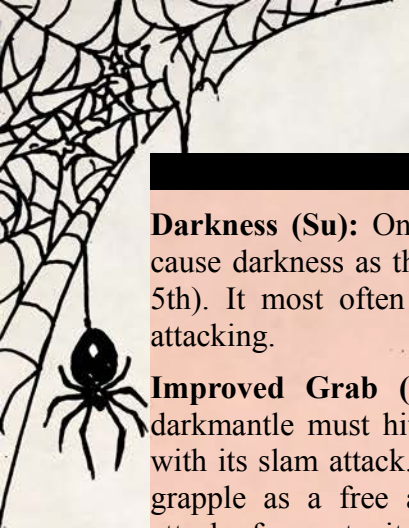 Darkness (Su): On
cause darkness as th
5th). It most often
attacking.
Improved Grab (
darkmantle must hi
with its slam attack.
grapple as a free a